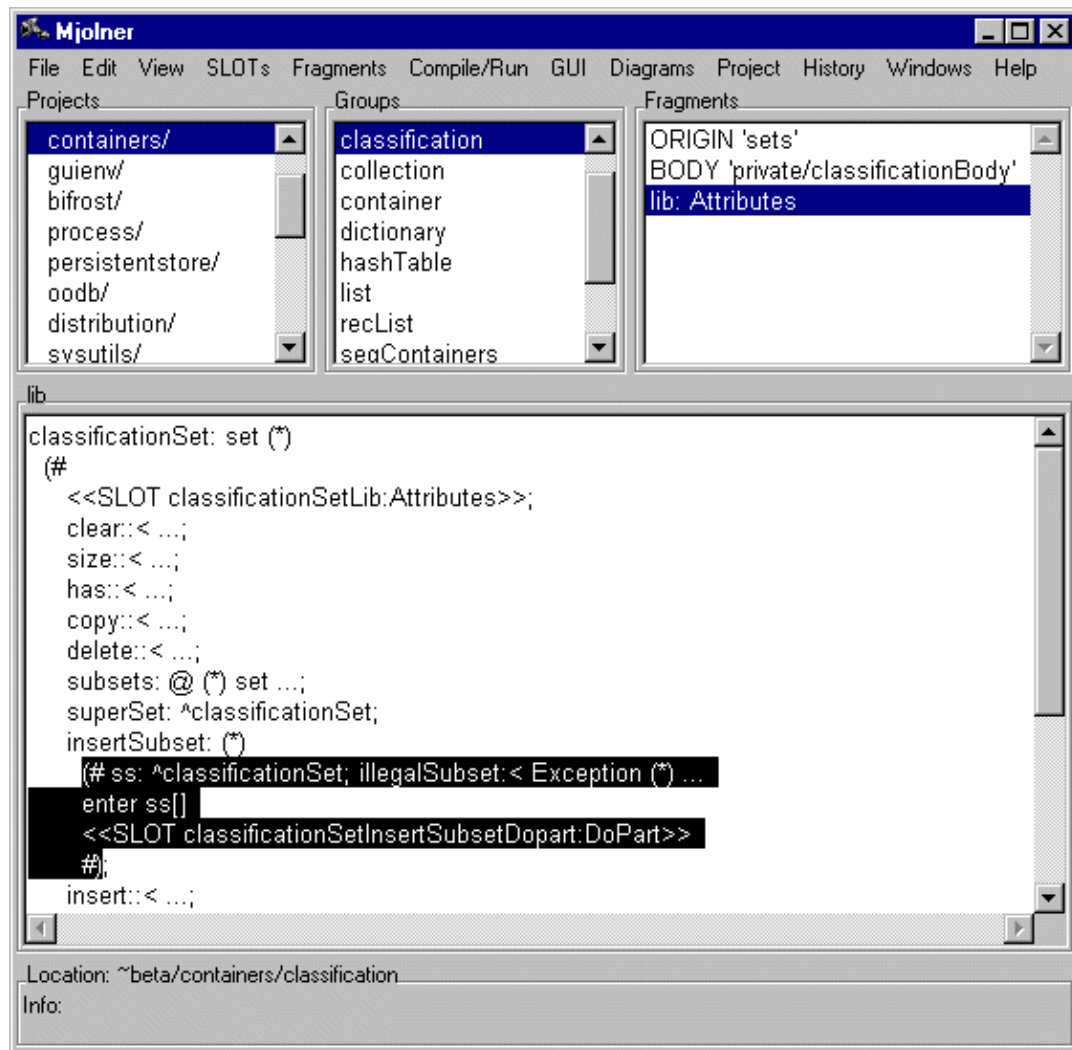 Mjolner
File Edit View SLOTs Fragments Compile/Run GUI Diagrams Project History Windows Help
Projects
containers/
guienv/
bifrost/
process/
persistentstore/
oodb/
distribution/
sysutils/
Groups
classification
collection
container
dictionary
hashTable
list
recList
seqContainers
Fragments
ORIGIN 'sets'
BODY 'private/classificationBody'
lib: Attributes
lib
classificationSet: set (*)
(#
<<SLOT classificationSetLib:Attributes>>;
clear::< ...;
size::< ...;
has::< ...;
copy::< ...;
delete::< ...;
subsets: @ (*) set ...;
superSet: ^classificationSet;
insertSubset: (*)
(# ss: ^classificationSet; illegalSubset:< Exception (*) ...
enter ss[]
<<SLOT classificationSetInsertSubsetDopart:DoPart>>
#);
insert::< ...;
Location: ~beta/containers/classification
Info: